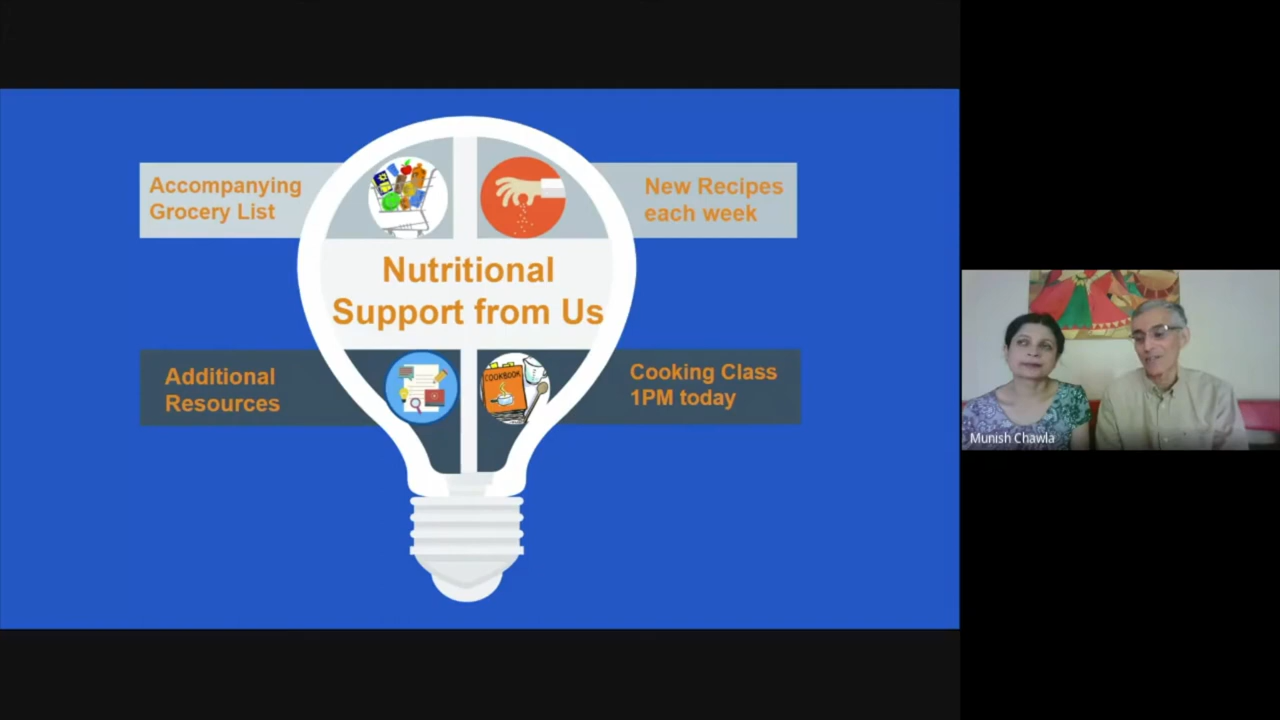 Accompanying
Grocery List
New Recipes
each week
Nutritional
Support from Us
Additional
Resources
COOKBOOK
Cooking Class
1PM today
Munish Chawla